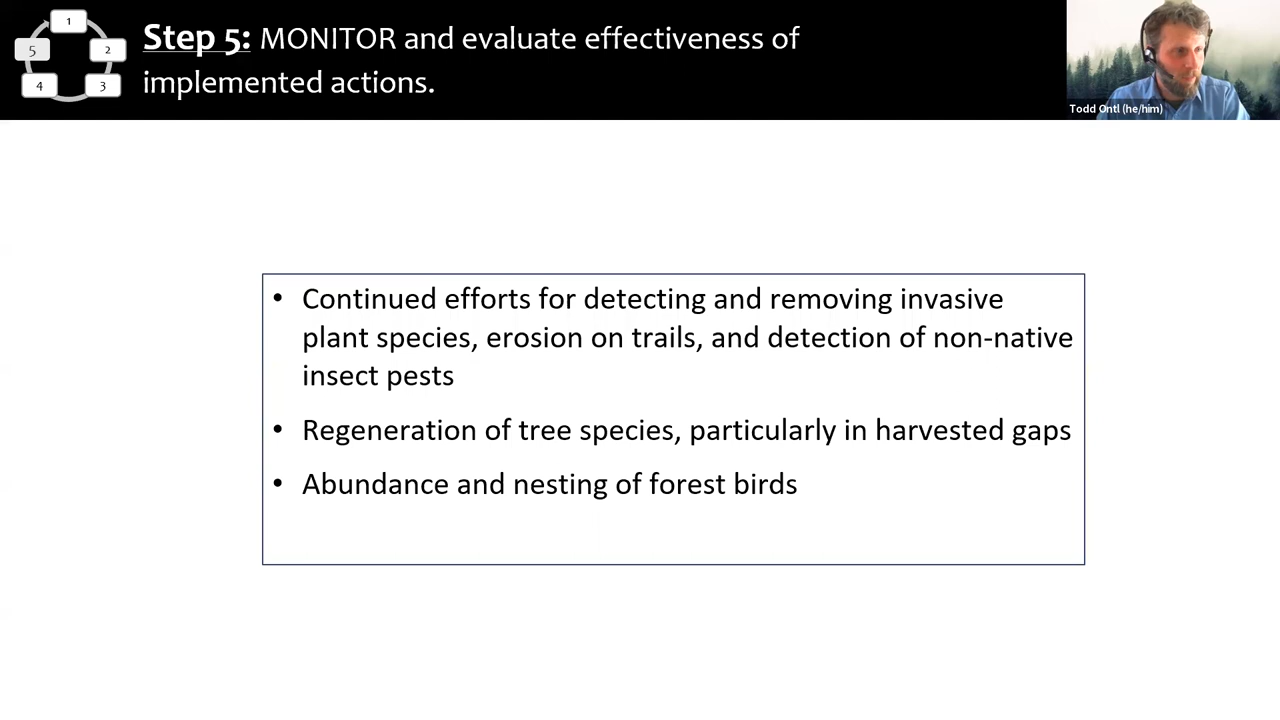 1
5
2
4
3
Step 5: MONITOR and evaluate effectiveness of
implemented actions.
Todd Ontl (he/him)
• Continued efforts for detecting and removing invasive
plant species, erosion on trails, and detection of non-native
insect pests
• Regeneration of tree species, particularly in harvested gaps
• Abundance and nesting of forest birds